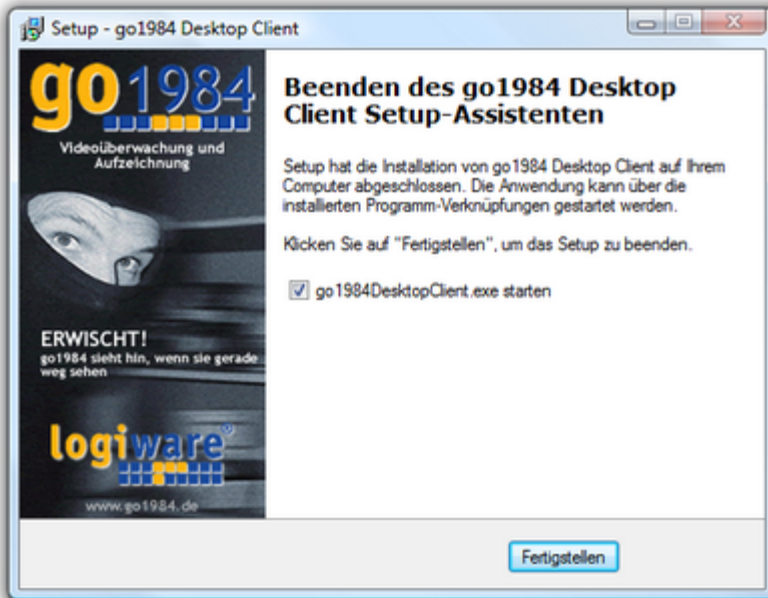 Setup - go1984 Desktop Client
go1984
Videoüberwachung und
Aufzeichnung
ERWISCHT!
go1984 sieht hin, wenn sie gerade
weg sehen
logiware®
www.go1984.de
Beenden des go1984 Desktop
Client Setup-Assistenten
Setup hat die Installation von go1984 Desktop Client auf Ihrem
Computer abgeschlossen. Die Anwendung kann über die
installierten Programm-Verknüpfungen gestartet werden.
Klicken Sie auf "Fertigstellen", um das Setup zu beenden.
go1984DesktopClient.exe starten
Fertigstellen